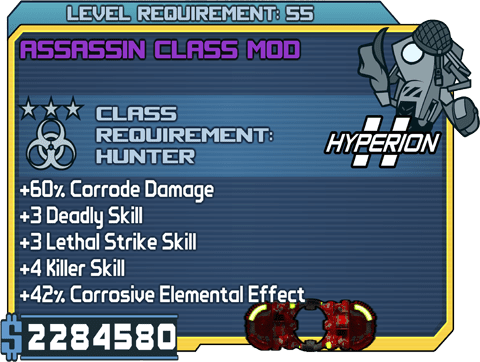 LEVEL REQUIREMENT: 55
ASSASSIN CLASS MOD
CLASS
REQUIREMENT:
HUNTER
HYPERION
+60% Corrode Damage
+3 Deadly Skill
+3 Lethal Strike Skill
+4 Killer Skill
+42% Corrosive Elemental Effect
$2284580